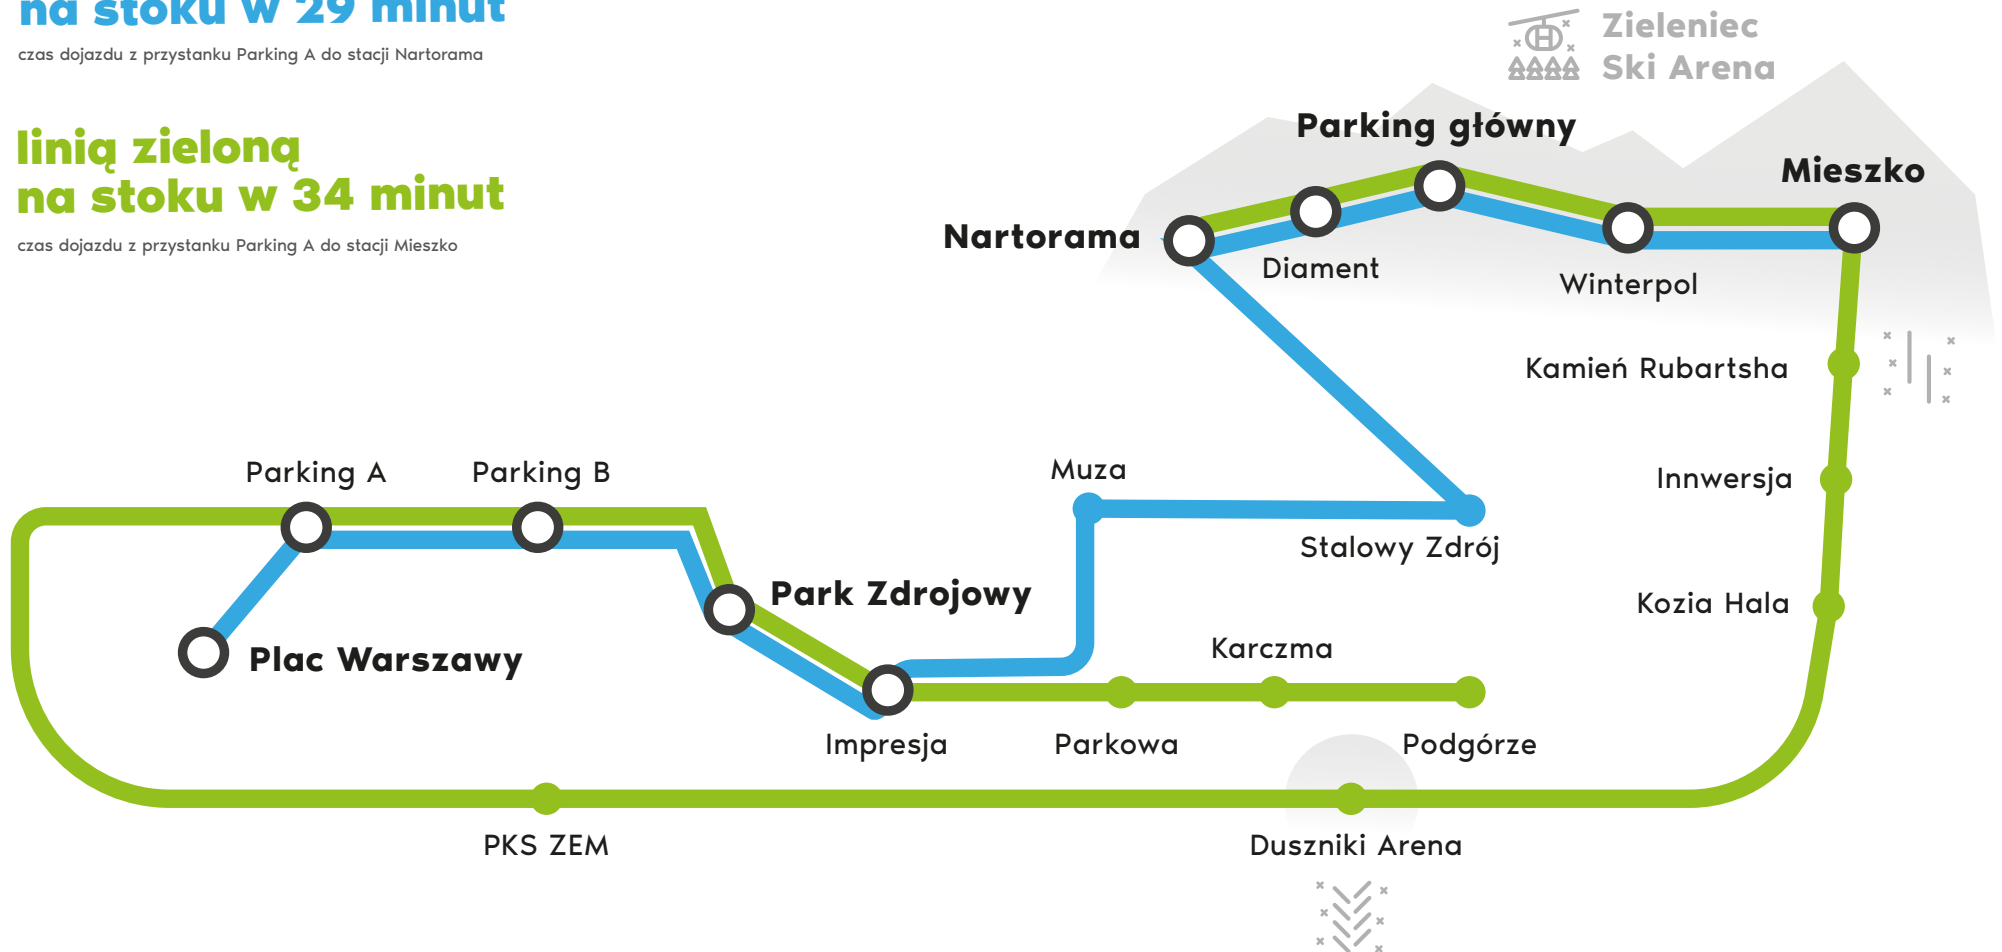 na stoku w 29 minut
czas dojazdu z przystanku Parking A do stacji Nartorama
linią zieloną
na stoku w 34 minut
czas dojazdu z przystanku Parking A do stacji Mieszko
Zieleniec
Ski Arena
Parking główny
Mieszko
Nartorama
Diament
Winterpol
Kamień Rubartsha
Muza
Parking A
Parking B
Innwersja
Stalowy Zdrój
Park Zdrojowy
Kozia Hala
Karczma
Plac Warszawy
Impresja
Parkowa
Podgórze
PKS ZEM
Duszniki Arena